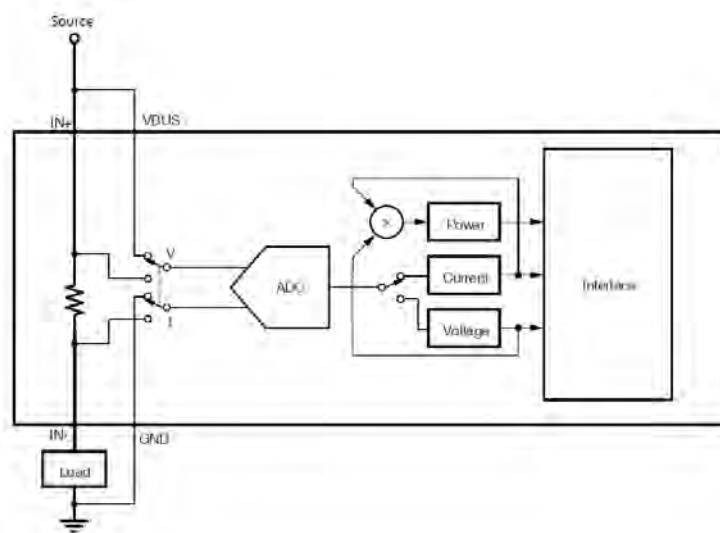 Source
IN+
VBUS
V
I
ADC
×
Power
Current
Voltage
Interface
IN-
GND
Load